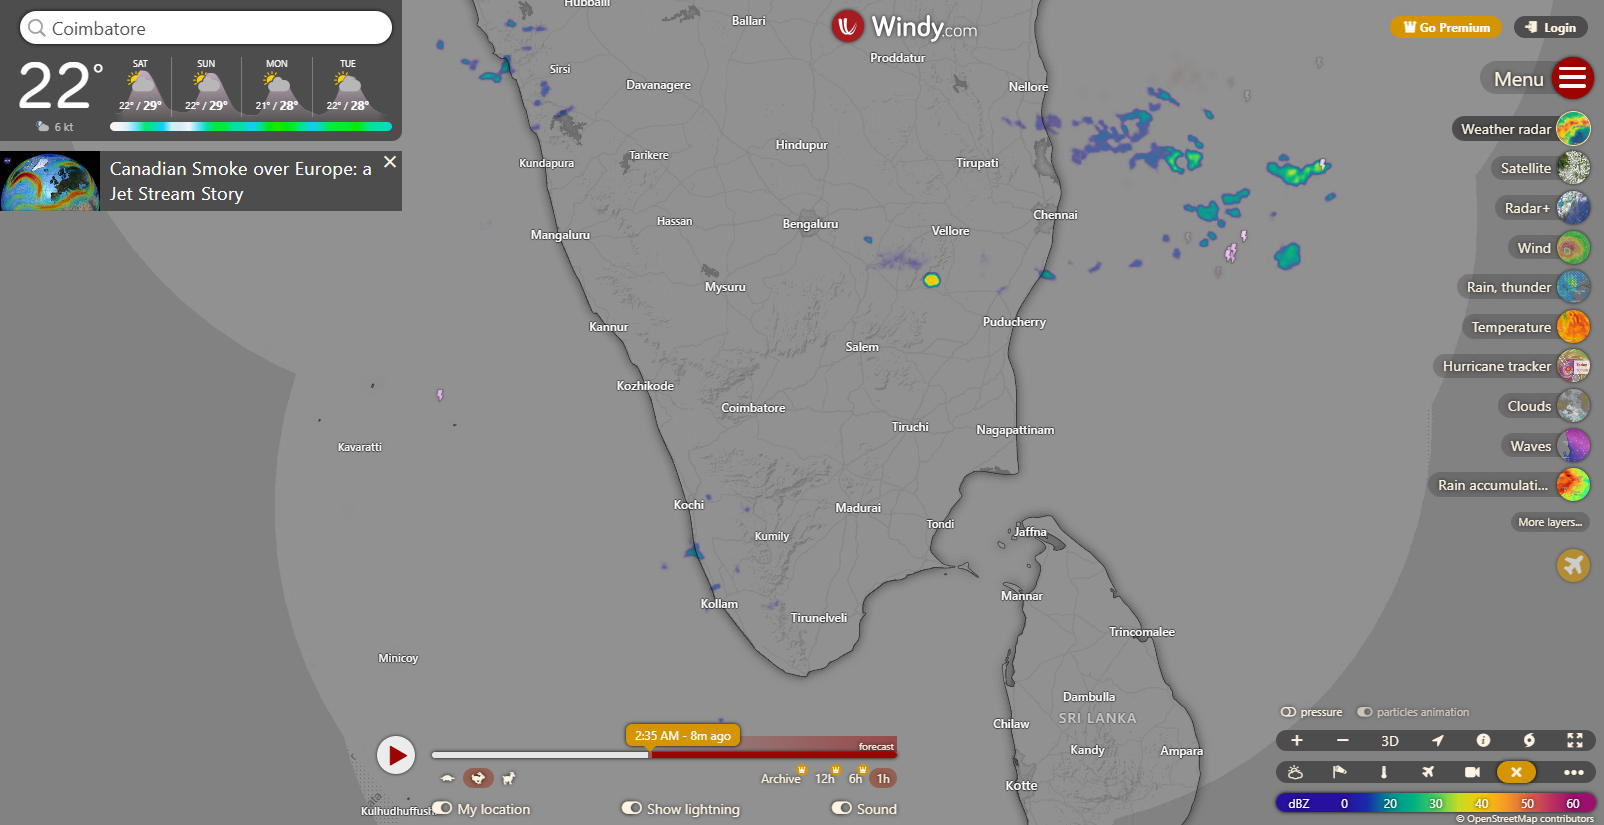 Coimbatore
22°
6 kt
SAT SUN MON TUE
22° / 29° 22° / 29° 21° / 28° 22° / 28°
Canadian Smoke over Europe: a
Jet Stream Story
Windy.com
Go Premium
Login
Menu
Weather radar
Satellite
Radar+
Wind
Rain, thunder
Temperature
Hurricane tracker
Clouds
Waves
Rain accumulati...
More layers...
Hubballi
Ballari
Proddatur
Sirsi
Davanagere
Nellore
Hindupur
Tarikere
Kundapura
Tirupati
Hassan
Bengaluru
Chennai
Mangaluru
Vellore
Mysuru
Kannur
Puducherry
Salem
Kozhikode
Coimbatore
Tiruchi
Nagapattinam
Kavaratti
Kochi
Madurai
Tondi
Kumily
Jaffna
Mannar
Kollam
Tirunelveli
Trincomalee
Minicoy
Dambulla
SRI LANKA
Chilaw
Kandy
Ampara
Kotte
Kulhudhuffushi
2:35 AM - 8m ago
forecast
Archive 12h 6h 1h
My location
Show lightning
Sound
pressure
particles animation
+ − 3D
dBZ 0 20 30 40 50 60
© OpenStreetMap contributors